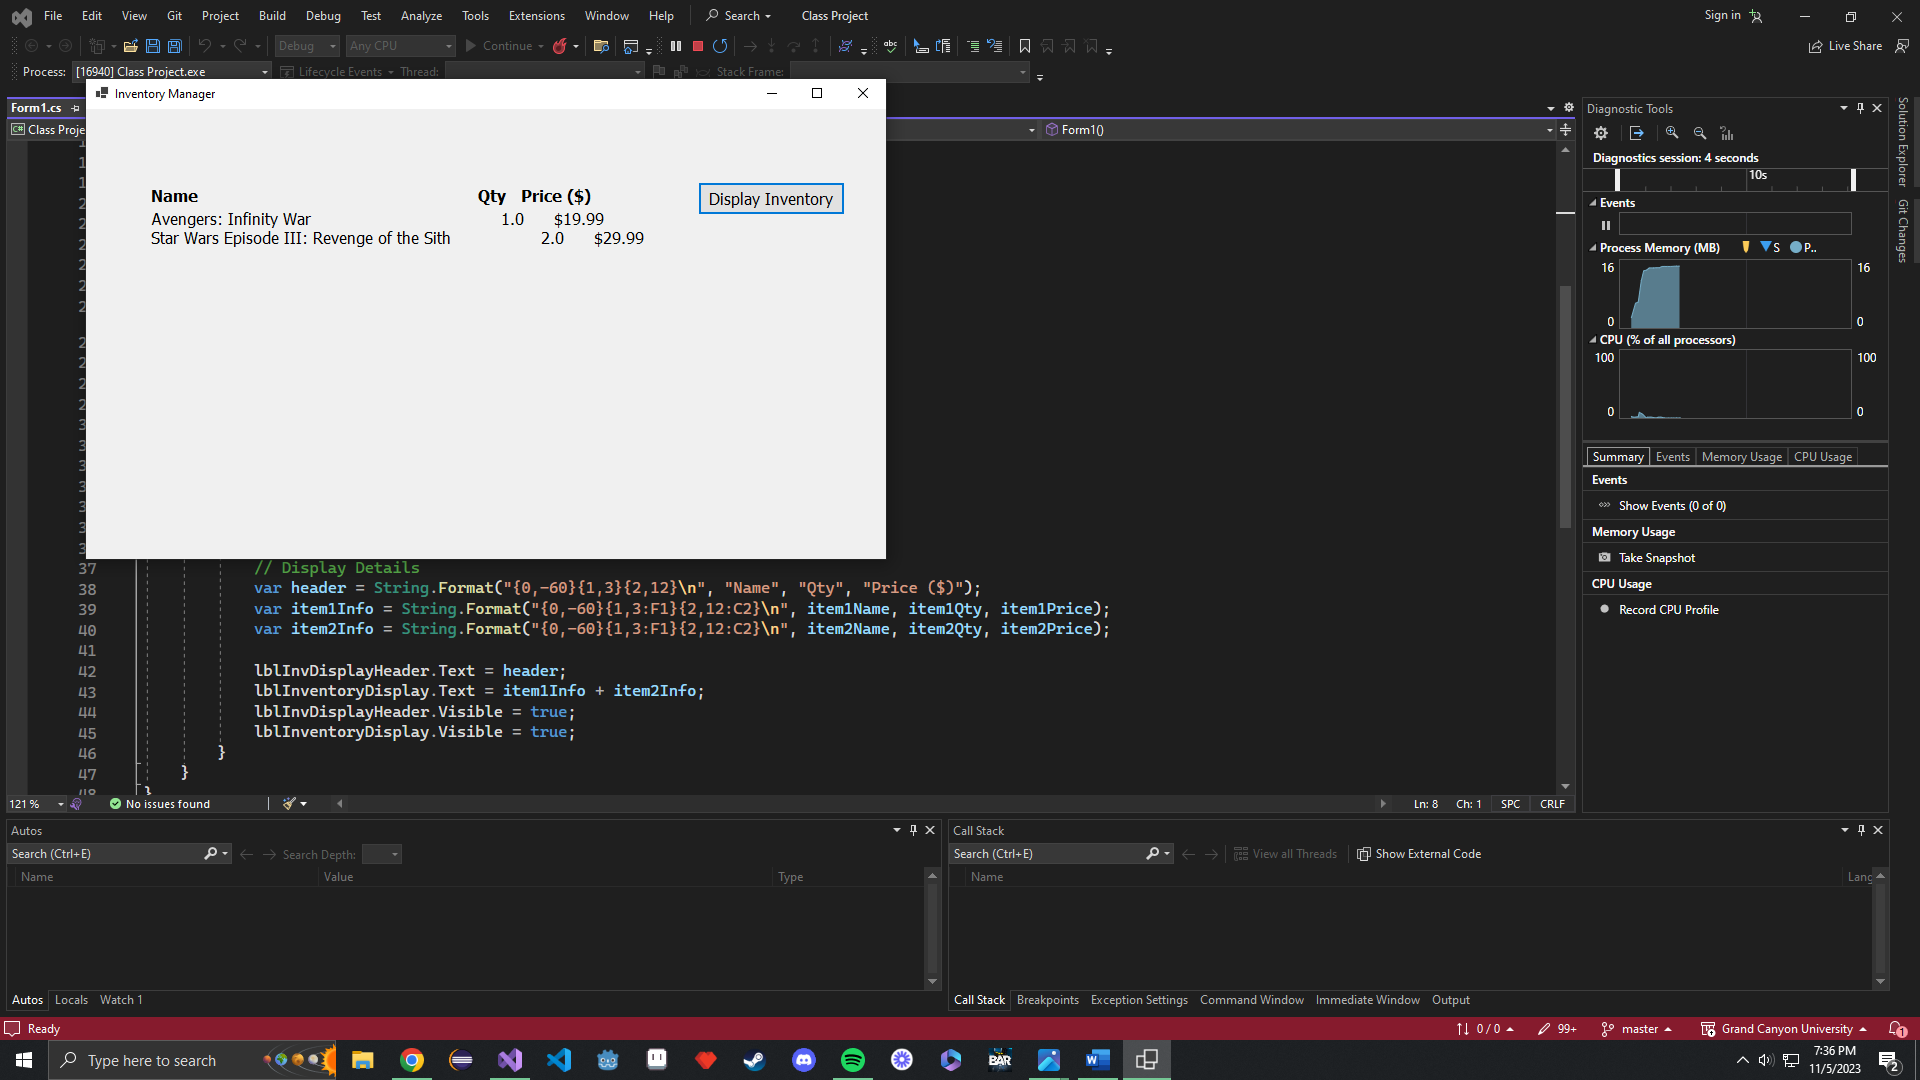 File Edit View Git Project Build Debug Test Analyze Tools Extensions Window Help Search Class Project Sign in
Debug Any CPU Continue Live Share
Process: [16940] Class Project.exe Lifecycle Events Thread: Stack Frame:
Inventory Manager
Form1.cs
C# Class Proje
Form1()
Name Qty Price ($)
Avengers: Infinity War 1.0 $19.99
Star Wars Episode III: Revenge of the Sith 2.0 $29.99
Display Inventory
37 // Display Details
38 var header = String.Format("{0,-60}{1,3}{2,12}\n", "Name", "Qty", "Price ($)");
39 var item1Info = String.Format("{0,-60}{1,3:F1}{2,12:C2}\n", item1Name, item1Qty, item1Price);
40 var item2Info = String.Format("{0,-60}{1,3:F1}{2,12:C2}\n", item2Name, item2Qty, item2Price);
41
42 lblInvDisplayHeader.Text = header;
43 lblInventoryDisplay.Text = item1Info + item2Info;
44 lblInvDisplayHeader.Visible = true;
45 lblInventoryDisplay.Visible = true;
46 }
47 }
48 }
121 % No issues found Ln: 8 Ch: 1 SPC CRLF
Diagnostic Tools
Diagnostics session: 4 seconds
10s
Events
Process Memory (MB) S P..
16 16
0 0
CPU (% of all processors)
100 100
0 0
Summary Events Memory Usage CPU Usage
Events
Show Events (0 of 0)
Memory Usage
Take Snapshot
CPU Usage
Record CPU Profile
Solution Explorer
Git Changes
Autos
Search (Ctrl+E) Search Depth:
Name Value Type
Autos Locals Watch 1
Call Stack
Search (Ctrl+E) View all Threads Show External Code
Name Lang
Call Stack Breakpoints Exception Settings Command Window Immediate Window Output
Ready 0 / 0 99+ master Grand Canyon University 1
Type here to search BAR 7:36 PM
11/5/2023 2